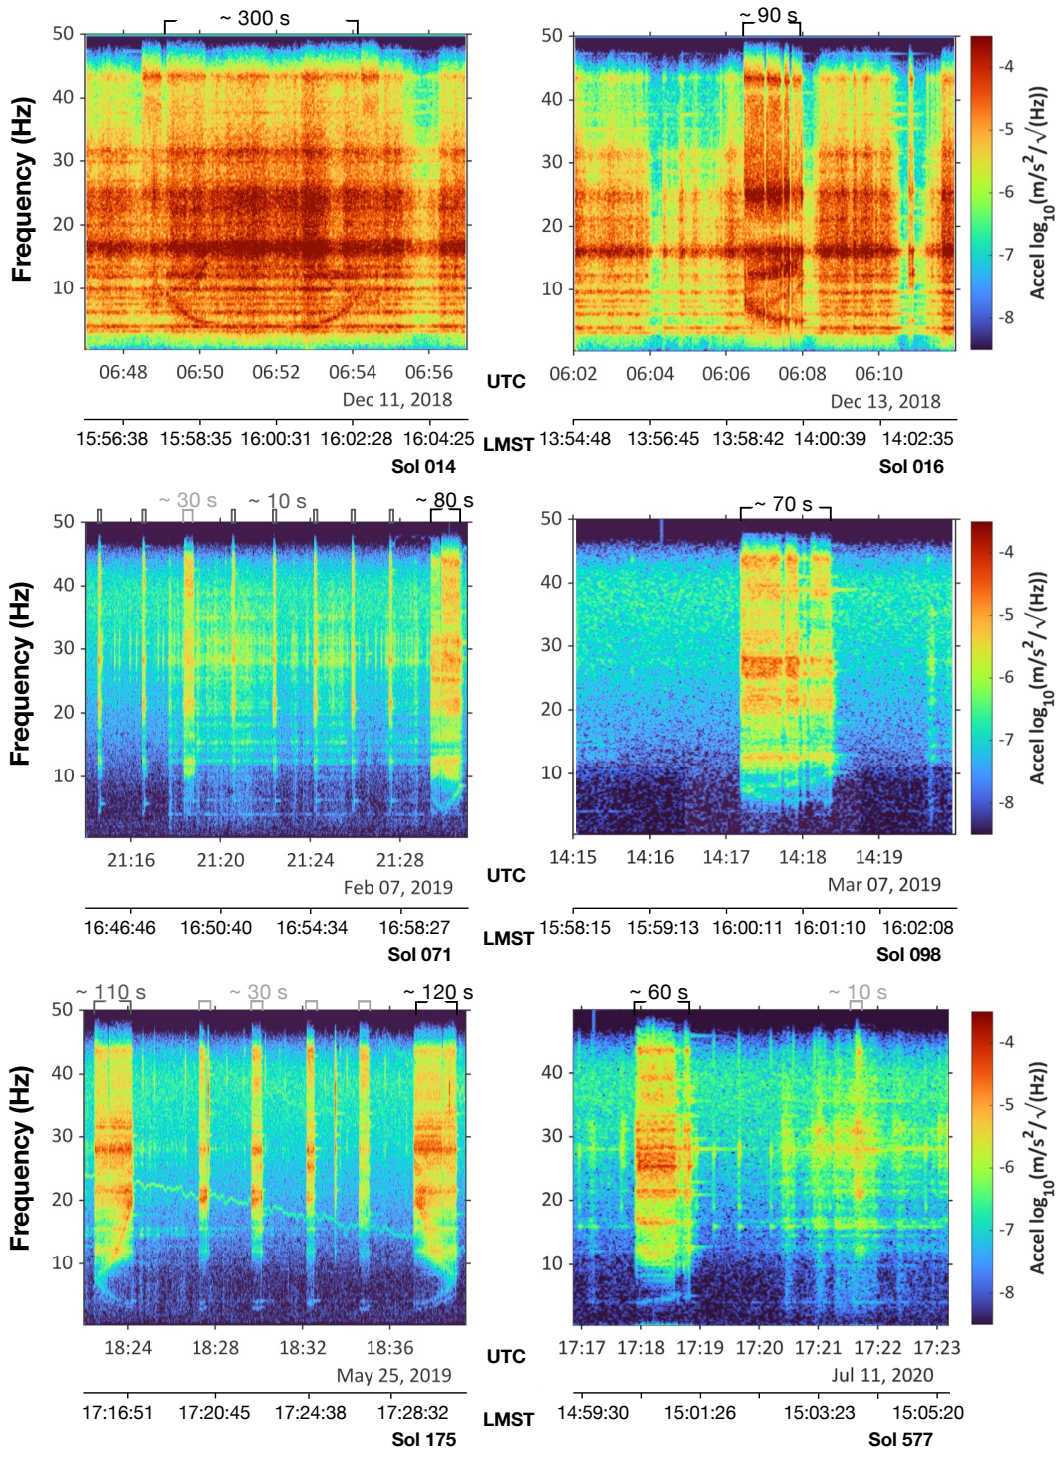 ~ 300 s
~ 90 s
50
40
30
20
10
Frequency (Hz)
06:48 06:50 06:52 06:54 06:56
UTC
Dec 11, 2018
15:56:38 15:58:35 16:00:31 16:02:28 16:04:25
LMST
Sol 014
50
40
30
20
10
06:02 06:04 06:06 06:08 06:10
Dec 13, 2018
13:54:48 13:56:45 13:58:42 14:00:39 14:02:35
Sol 016
-4
-5
-6
-7
-8
Accel log10(m/s²/√(Hz))
~ 30 s ~ 10 s ~ 80 s
~ 70 s
50
40
30
20
10
Frequency (Hz)
21:16 21:20 21:24 21:28
UTC
Feb 07, 2019
16:46:46 16:50:40 16:54:34 16:58:27
LMST
Sol 071
50
40
30
20
10
14:15 14:16 14:17 14:18 14:19
Mar 07, 2019
15:58:15 15:59:13 16:00:11 16:01:10 16:02:08
Sol 098
-4
-5
-6
-7
-8
Accel log10(m/s²/√(Hz))
~ 110 s ~ 30 s ~ 120 s
~ 60 s ~ 10 s
50
40
30
20
10
Frequency (Hz)
18:24 18:28 18:32 18:36
UTC
May 25, 2019
17:16:51 17:20:45 17:24:38 17:28:32
LMST
Sol 175
40
30
20
10
17:17 17:18 17:19 17:20 17:21 17:22 17:23
Jul 11, 2020
14:59:30 15:01:26 15:03:23 15:05:20
Sol 577
-4
-5
-6
-7
-8
Accel log10(m/s²/√(Hz))